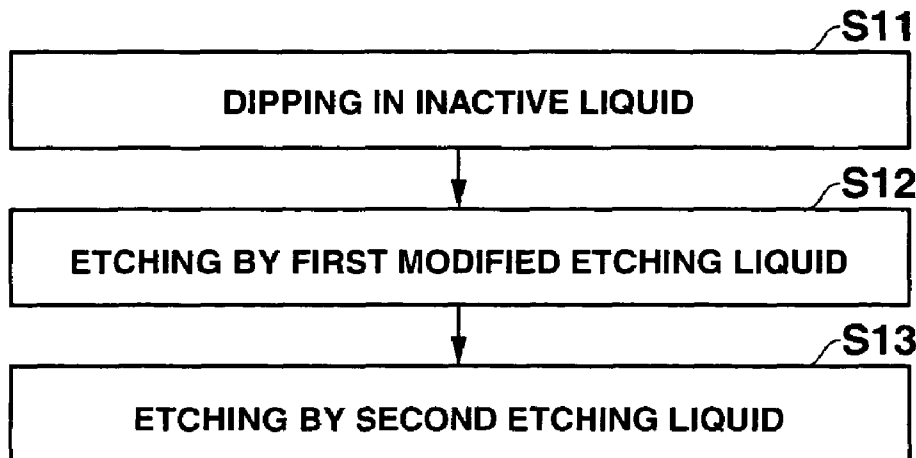 S11
DIPPING IN INACTIVE LIQUID
S12
ETCHING BY FIRST MODIFIED ETCHING LIQUID
S13
ETCHING BY SECOND ETCHING LIQUID